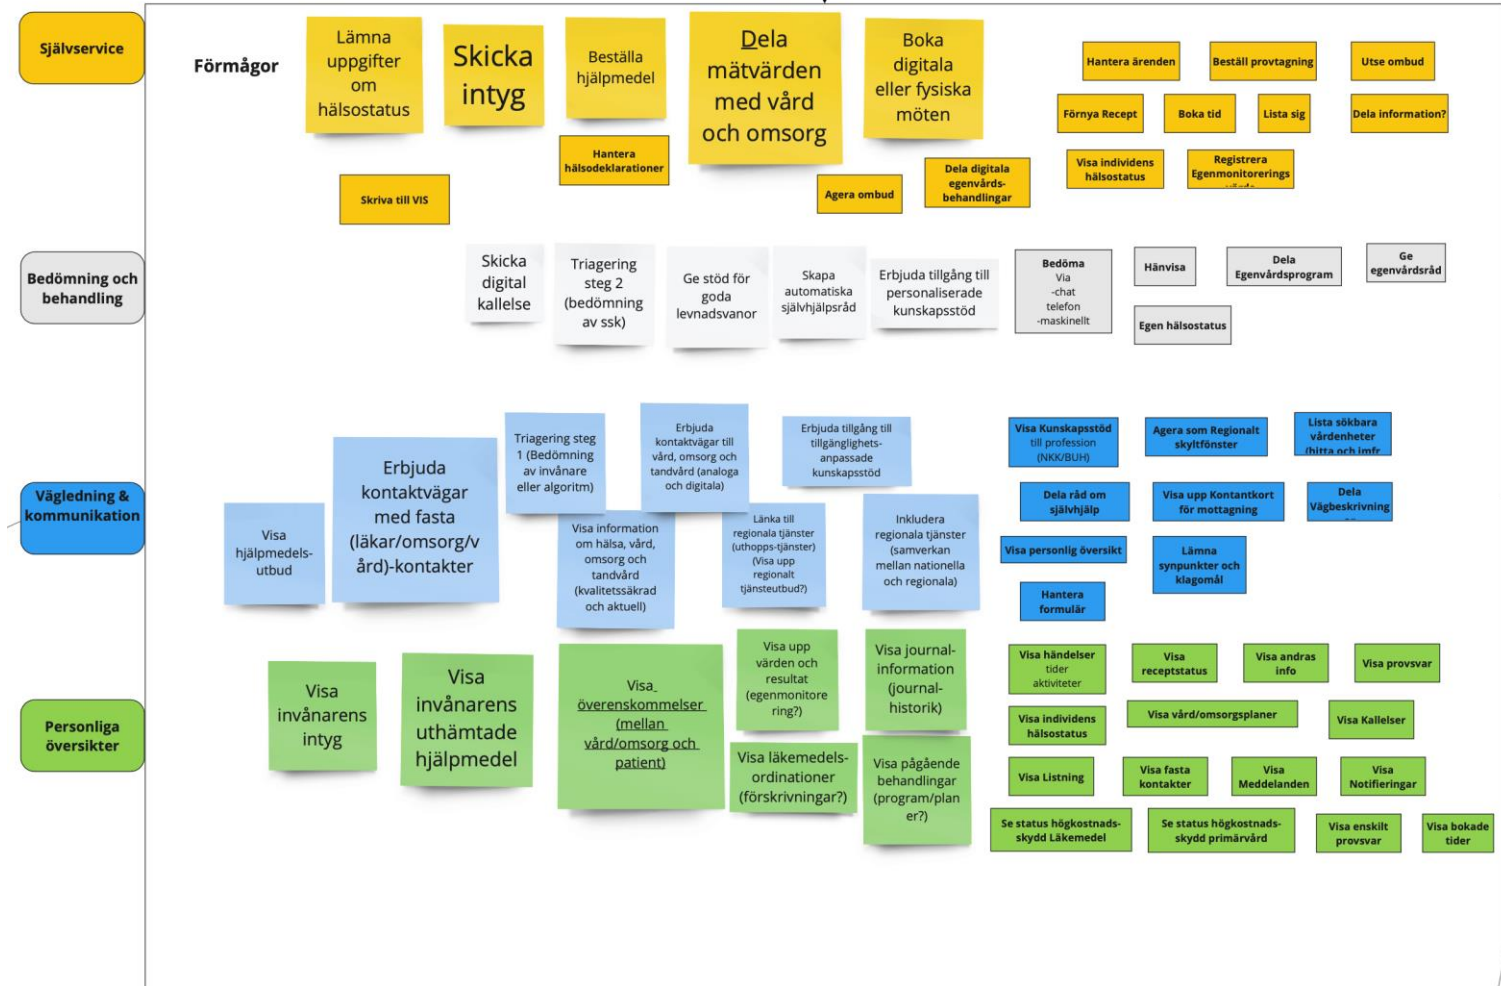 Självservice
Förmågor
Lämna
uppgifter
om
hälsostatus
Skicka
intyg
Beställa
hjälpmedel
Dela
mätvärden
med vård
och omsorg
Boka
digitala
eller fysiska
möten
Hantera ärenden
Beställ provtagning
Utse ombud
Förnya Recept
Boka tid
Lista sig
Dela information?
Hantera
hälsodeklarationer
Skriva till VIS
Agera ombud
Dela digitala
egenvårds-
behandlingar
Visa individens
hälsostatus
Registrera
Egenmonitorerings
Bedömning och
behandling
Skicka
digital
kallelse
Triagering
steg 2
(bedömning
av ssk)
Ge stöd för
goda
levnadsvanor
Skapa
automatiska
självhjälpsråd
Erbjuda tillgång till
personaliserade
kunskapsstöd
Bedöma
Via
-chat
telefon
-maskinellt
Hänvisa
Dela
Egenvårdsprogram
Ge
egenvårdsråd
Egen hälsostatus
Vägledning &
kommunikation
Visa
hjälpmedels-
utbud
Erbjuda
kontaktvägar
med fasta
(läkar/omsorg/v
ård)-kontakter
Triagering steg
1 (Bedömning
av invånare
eller algoritm)
Erbjuda
kontaktvägar till
vård, omsorg och
tandvård (analoga
och digitala)
Erbjuda tillgång till
tillgänglighets-
anpassade
kunskapsstöd
Visa information
om hälsa, vård,
omsorg och
tandvård
(kvalitetssäkrad
och aktuell)
Länka till
regionala tjänster
(uthopps-tjänster)
(Visa upp
regionalt
tjänsteutbud?)
Inkludera
regionala tjänster
(samverkan
mellan nationella
och regionala)
Visa Kunskapsstöd
till profession
(NKK/BUH)
Agera som Regionalt
skyltfönster
Lista sökbara
vårdenheter
(hitta och jmfr
Dela råd om
självhjälp
Visa upp Kontantkort
för mottagning
Dela
Vägbeskrivning
Visa personlig översikt
Lämna
synpunkter och
klagomål
Hantera
formulär
Personliga
översikter
Visa
invånarens
intyg
Visa
invånarens
uthämtade
hjälpmedel
Visa
överenskommelser
(mellan
vård/omsorg och
patient)
Visa upp
värden och
resultat
(egenmonitore
ring?)
Visa journal-
information
(journal-
historik)
Visa läkemedels-
ordinationer
(förskrivningar?)
Visa pågående
behandlingar
(program/plan
er?)
Visa händelser
tider
aktiviteter
Visa
receptstatus
Visa andras
info
Visa provsvar
Visa individens
hälsostatus
Visa vård/omsorgsplaner
Visa Kallelser
Visa Listning
Visa fasta
kontakter
Visa
Meddelanden
Visa
Notifieringar
Se status högkostnads-
skydd Läkemedel
Se status högkostnads-
skydd primärvård
Visa enskilt
provsvar
Visa bokade
tider